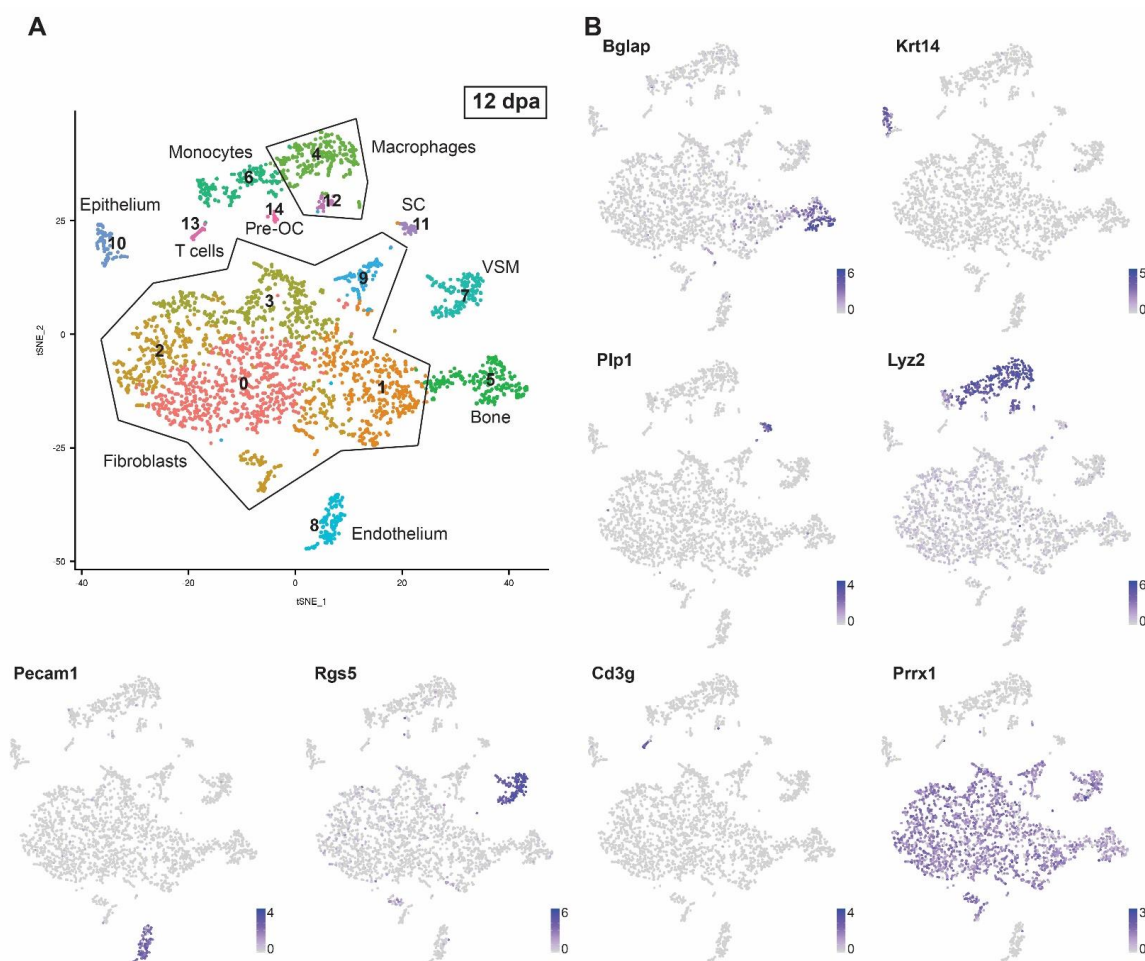 A
12 dpa
Monocytes
Macrophages
4
6
12
Epithelium
13
14
SC
11
10
T cells
Pre-OC
VSM
9
7
3
2
0
1
5
Bone
Fibroblasts
8
Endothelium
25
0
-25
-50
tSNE_2
-40
-20
0
20
40
tSNE_1
B
Bglap
6
0
Krt14
5
0
Plp1
4
0
Lyz2
6
0
Pecam1
4
0
Rgs5
6
0
Cd3g
4
0
Prrx1
3
0